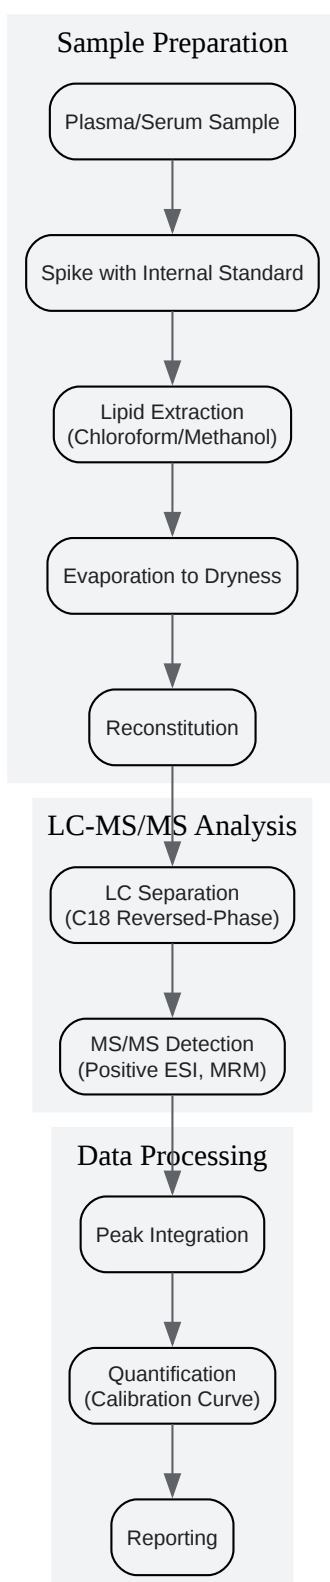 Sample Preparation
Plasma/Serum Sample
Spike with Internal Standard
Lipid Extraction
(Chloroform/Methanol)
Evaporation to Dryness
Reconstitution
LC-MS/MS Analysis
LC Separation
(C18 Reversed-Phase)
MS/MS Detection
(Positive ESI, MRM)
Data Processing
Peak Integration
Quantification
(Calibration Curve)
Reporting